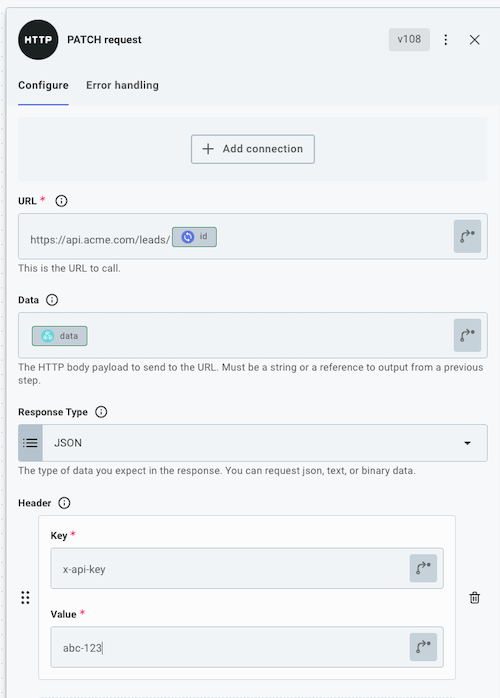 HTTP PATCH request v108
Configure Error handling
+ Add connection
URL *
https://api.acme.com/leads/ id
This is the URL to call.
Data
data
The HTTP body payload to send to the URL. Must be a string or a reference to output from a previous
step.
Response Type
JSON
The type of data you expect in the response. You can request json, text, or binary data.
Header
Key *
x-api-key
Value *
abc-123